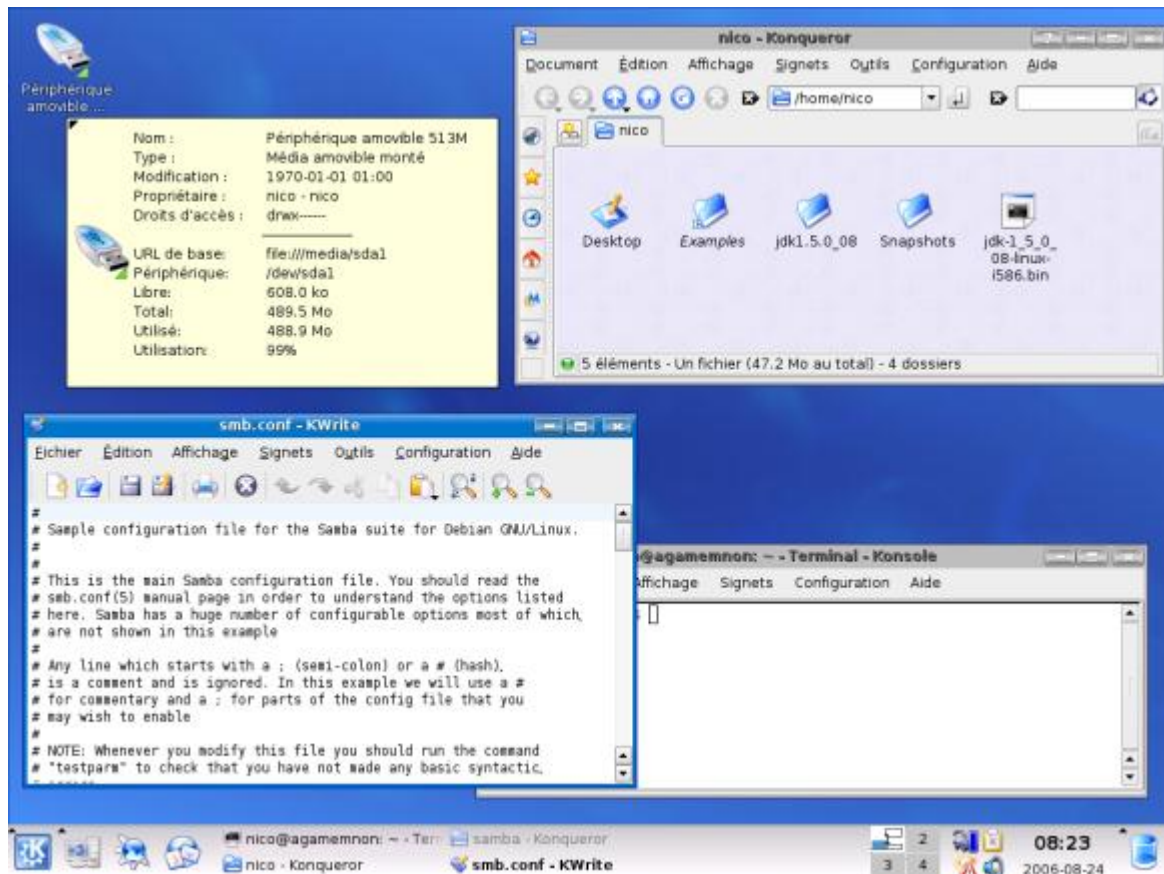 Périphérique
amovible ...
Nom : Périphérique amovible 513M
Type : Média amovible monté
Modification : 1970-01-01 01:00
Propriétaire : nico - nico
Droits d'accès : drwx------
URL de base: file:///media/sda1
Périphérique: /dev/sda1
Libre: 608.0 ko
Total: 489.5 Mo
Utilisé: 488.9 Mo
Utilisation: 99%
nico - Konqueror
Document Édition Affichage Signets Outils Configuration Aide
/home/nico
nico
Desktop Examples jdk1.5.0_08 Snapshots jdk-1_5_0_
08-linux-
i586.bin
5 éléments - Un fichier (47.2 Mo au total) - 4 dossiers
smb.conf - KWrite
Fichier Édition Affichage Signets Outils Configuration Aide
#
# Sample configuration file for the Samba suite for Debian GNU/Linux.
#
#
# This is the main Samba configuration file. You should read the
# smb.conf(5) manual page in order to understand the options listed
# here. Samba has a huge number of configurable options most of which,
# are not shown in this example
#
# Any line which starts with a ; (semi-colon) or a # (hash),
# is a comment and is ignored. In this example we will use a #
# for commentary and a ; for parts of the config file that you
# may wish to enable
#
# NOTE: Whenever you modify this file you should run the command
# "testparm" to check that you have not made any basic syntactic,
@agamemnon: ~ - Terminal - Konsole
Affichage Signets Configuration Aide
nico@agamemnon: ~ - Ter samba - Konqueror
nico - Konqueror smb.conf - KWrite
2
3 4
08:23
2006-08-24